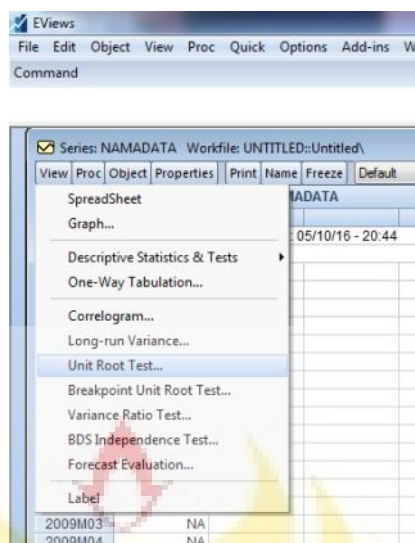 EViews
File Edit Object View Proc Quick Options Add-ins
Command
Series: NAMADATA Workfile: UNTITLED::Untitled\
View Proc Object Properties Print Name Freeze Default
SpreadSheet
Graph...
Descriptive Statistics & Tests
One-Way Tabulation...
Correlogram...
Long-run Variance...
Unit Root Test...
Breakpoint Unit Root Test...
Variance Ratio Test...
BDS Independence Test...
Forecast Evaluation...
Label
MADATA
05/10/16 - 20:44
2009M03 NA
2009M04 NA